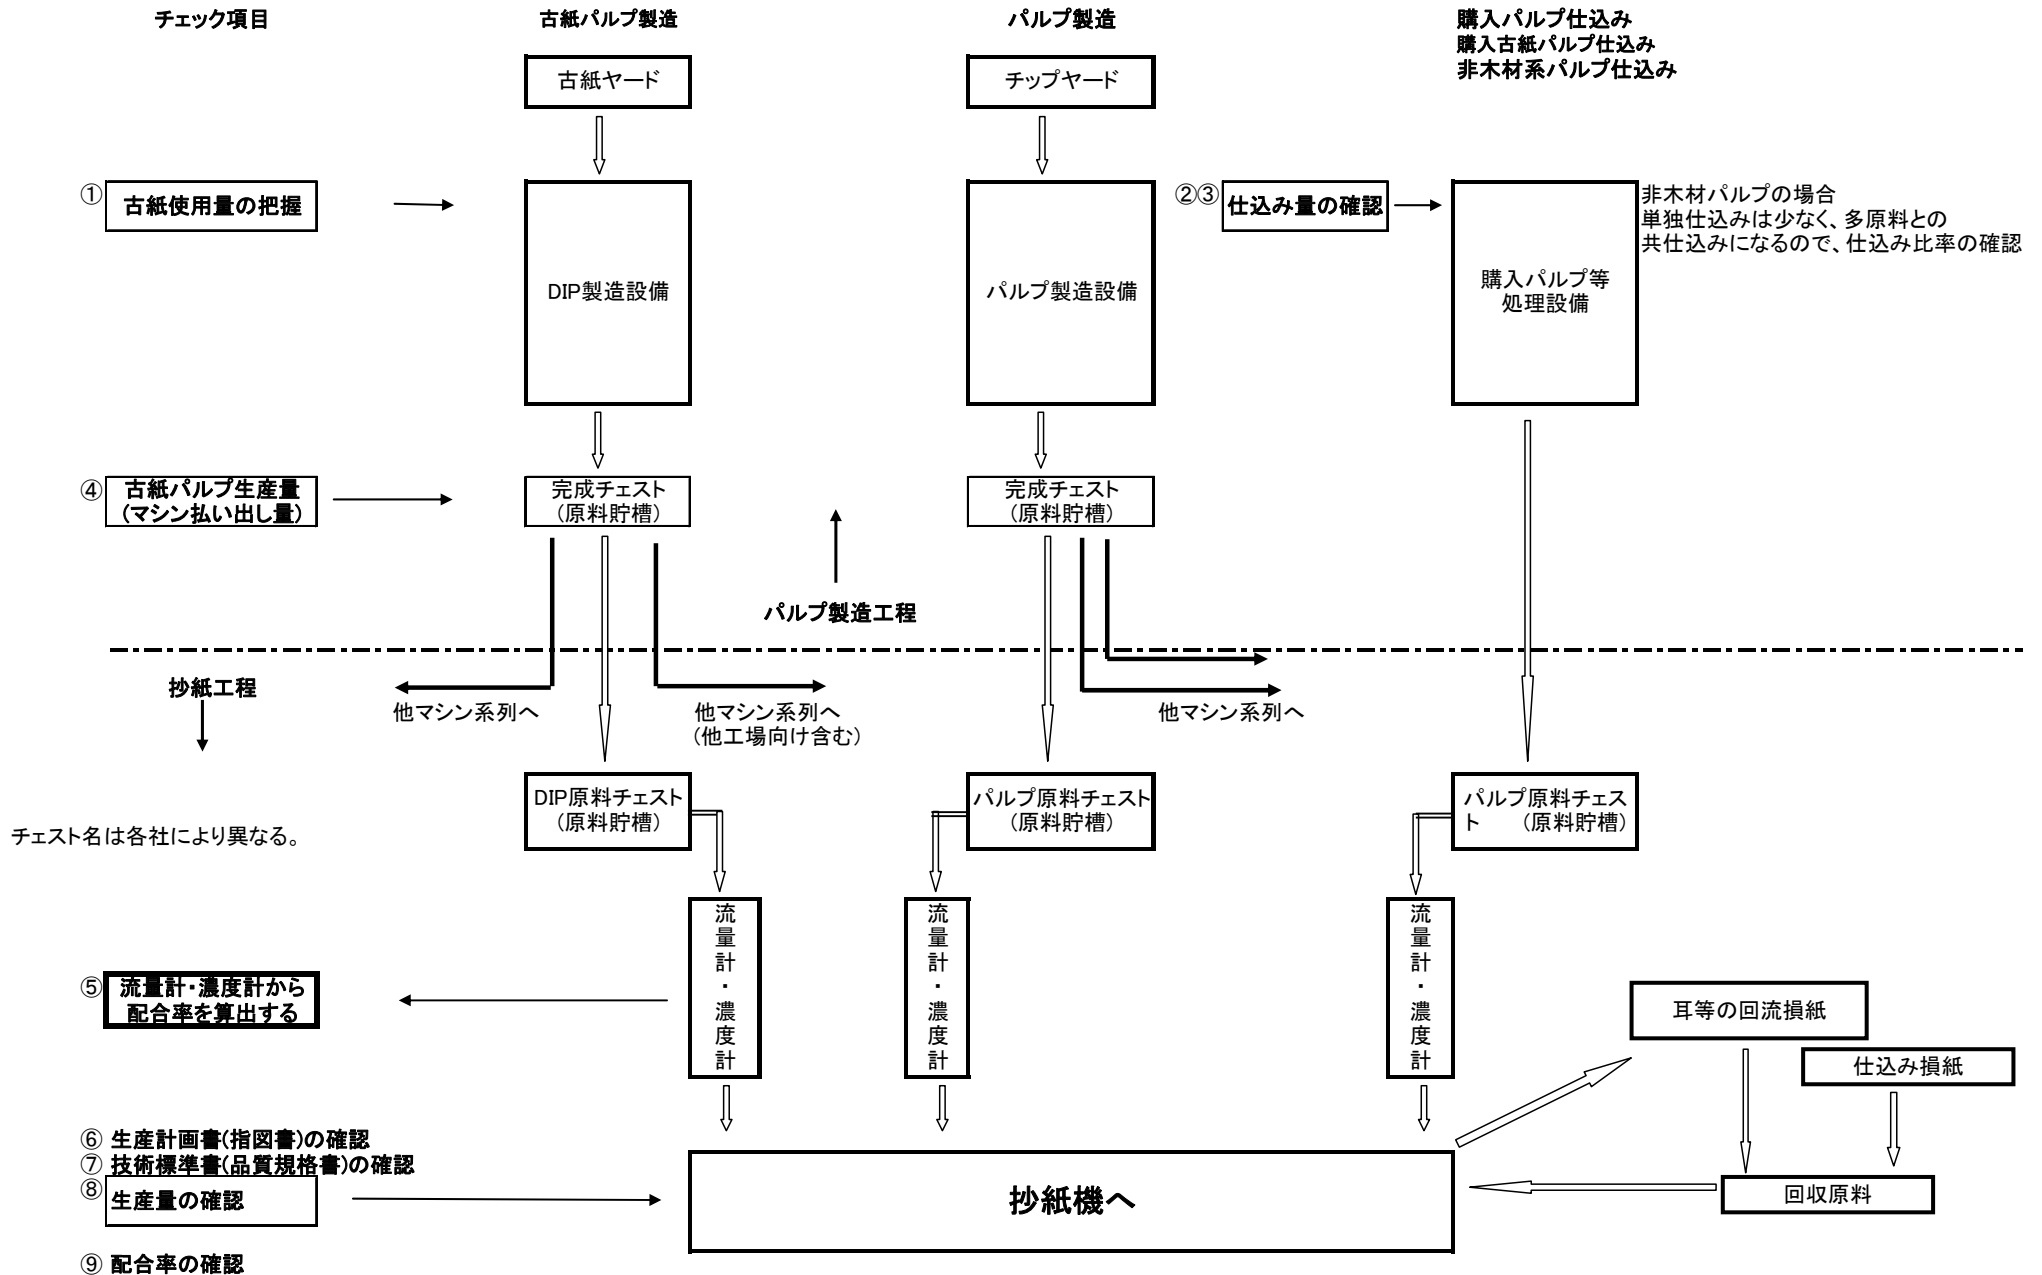 チェック項目
古紙パルプ製造
パルプ製造
購入パルプ仕込み
購入古紙パルプ仕込み
非木材系パルプ仕込み
古紙ヤード
チップヤード
①
古紙使用量の把握
DIP製造設備
パルプ製造設備
②③
仕込み量の確認
購入パルプ等
処理設備
非木材パルプの場合
単独仕込みは少なく、多原料との
共仕込みになるので、仕込み比率の確認
④
古紙パルプ生産量
(マシン払い出し量)
完成チェスト
(原料貯槽)
完成チェスト
(原料貯槽)
パルプ製造工程
抄紙工程
他マシン系列へ
他マシン系列へ
(他工場向け含む)
他マシン系列へ
チェスト名は各社により異なる。
DIP原料チェスト
(原料貯槽)
パルプ原料チェスト
(原料貯槽)
パルプ原料チェス
ト (原料貯槽)
流量計・濃度計
流量計・濃度計
流量計・濃度計
⑤
流量計・濃度計から
配合率を算出する
耳等の回流損紙
仕込み損紙
回収原料
⑥ 生産計画書(指図書)の確認
⑦ 技術標準書(品質規格書)の確認
⑧ 生産量の確認
抄紙機へ
⑨ 配合率の確認